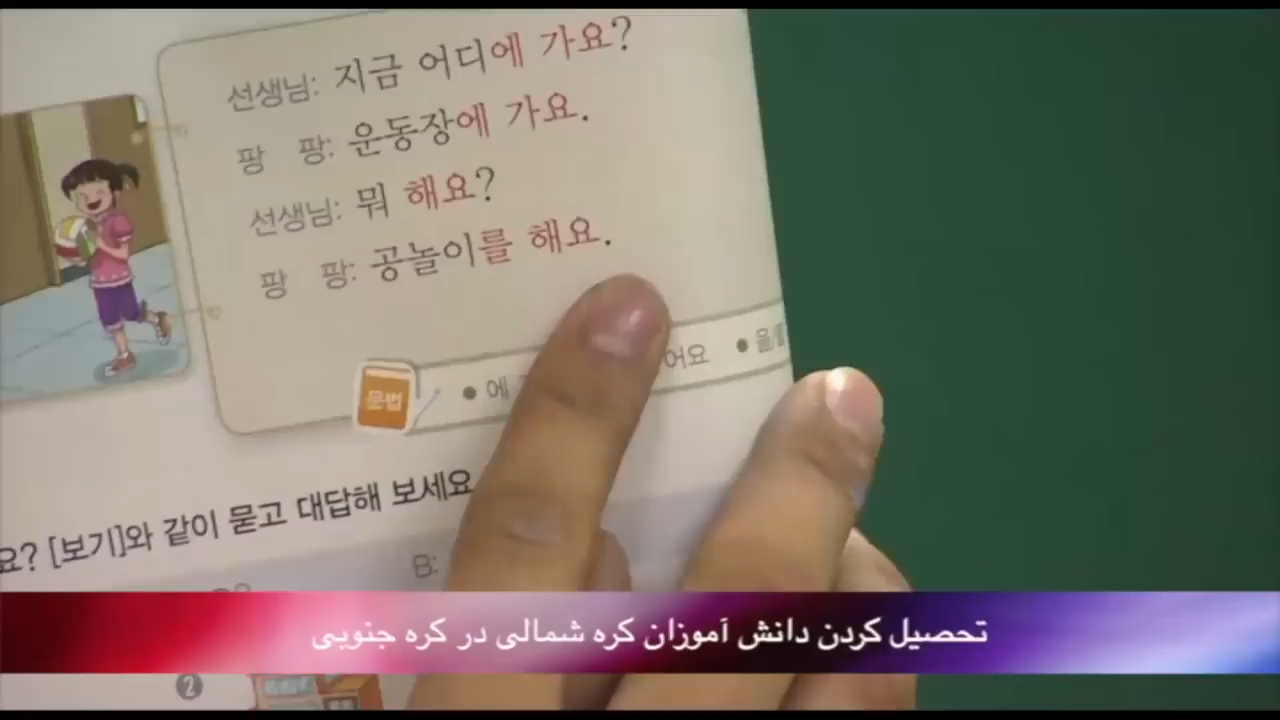 선생님: 지금 어디에 가요?
팡 팡: 운동장에 가요.
선생님: 뭐 해요?
팡 팡: 공놀이를 해요.
문법 • 에 어요 • 을/를
요? [보기]와 같이 묻고 대답해 보세요
B:
تحصیل کردن دانش آموزان کره شمالی در کره جنوبی
2